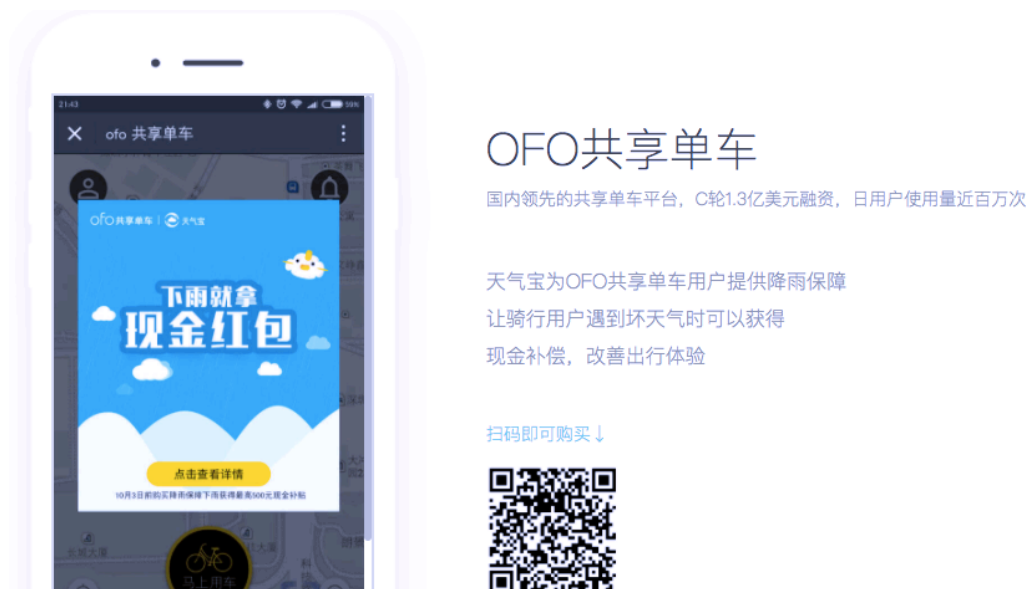 21:43
59%
ofo 共享单车
ofo共享单车 | 天气宝
下雨就拿
现金红包
点击查看详情
10月3日前购买降雨保障下雨获得最高500元现金补贴
马上用车
OFO共享单车
国内领先的共享单车平台，C轮1.3亿美元融资，日用户使用量近百万次
天气宝为OFO共享单车用户提供降雨保障
让骑行用户遇到坏天气时可以获得
现金补偿，改善出行体验
扫码即可购买↓